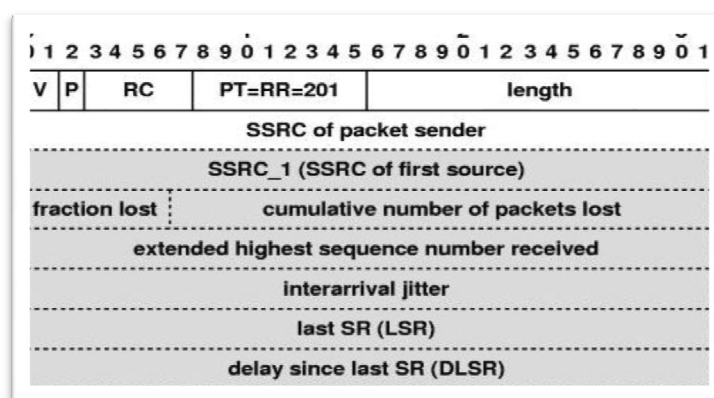 0 1 2 3 4 5 6 7 8 9 0 1 2 3 4 5 6 7 8 9 0 1 2 3 4 5 6 7 8 9 0 1
V P RC PT=RR=201 length
SSRC of packet sender
SSRC_1 (SSRC of first source)
fraction lost cumulative number of packets lost
extended highest sequence number received
interarrival jitter
last SR (LSR)
delay since last SR (DLSR)